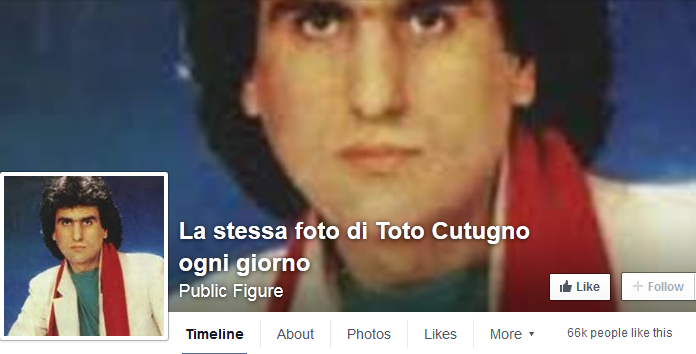 La stessa foto di Toto Cutugno
ogni giorno
Public Figure
Like
Follow
Timeline
About
Photos
Likes
More
66k people like this